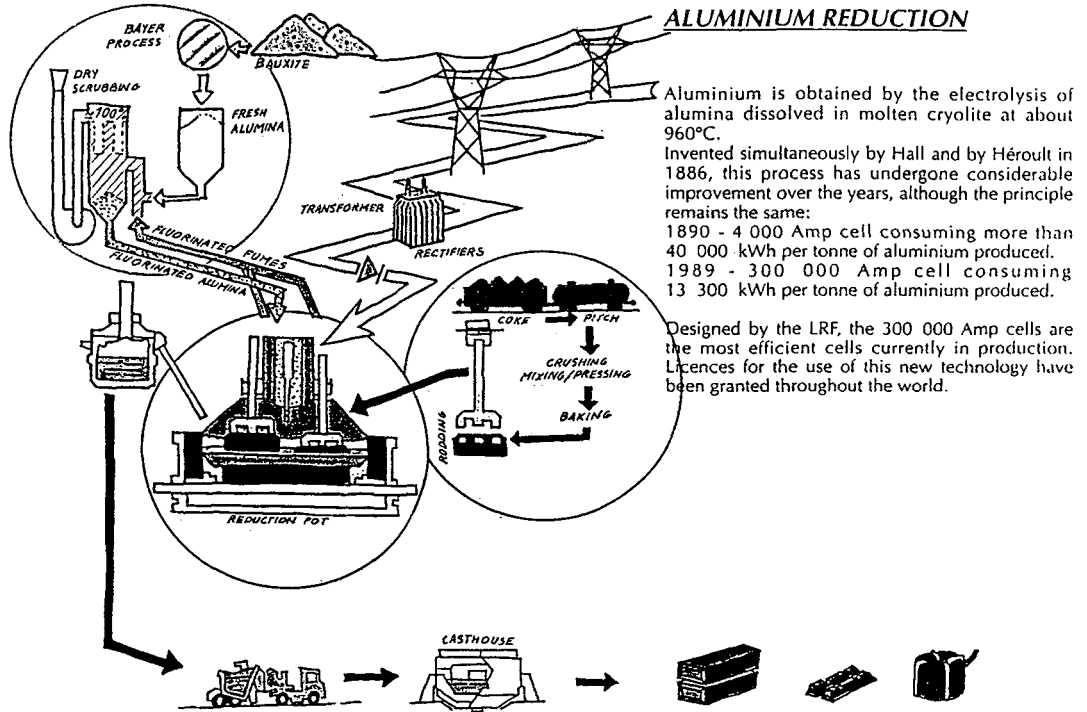 ALUMINIUM REDUCTION
BAYER
PROCESS
BAUXITE
DRY
SCRUBBING
≃100%
FRESH
ALUMINA
FLUORINATED FUMES
FLUORINATED ALUMINA
TRANSFORMER
RECTIFIERS
COKE
PITCH
CRUSHING
MIXING/PRESSING
BAKING
RODDING
REDUCTION POT
CASTHOUSE
Aluminium is obtained by the electrolysis of
alumina dissolved in molten cryolite at about
960°C.
Invented simultaneously by Hall and by Héroult in
1886, this process has undergone considerable
improvement over the years, although the principle
remains the same:
1890 - 4 000 Amp cell consuming more than
40 000 kWh per tonne of aluminium produced.
1989 - 300 000 Amp cell consuming
13 300 kWh per tonne of aluminium produced.
Designed by the LRF, the 300 000 Amp cells are
the most efficient cells currently in production.
Licences for the use of this new technology have
been granted throughout the world.